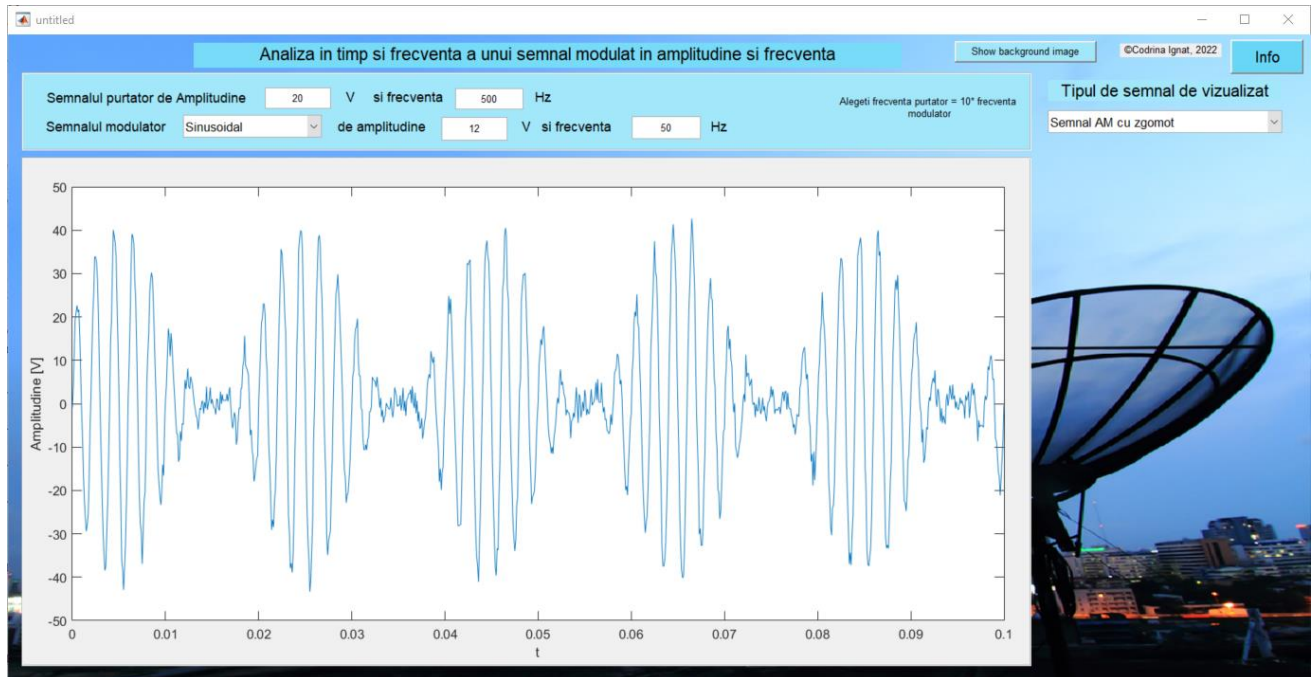 untitled
Analiza in timp si frecventa a unui semnal modulat in amplitudine si frecventa
Show background image
©Codrina Ignat, 2022
Info
Semnalul purtator de Amplitudine 20 V si frecventa 500 Hz
Semnalul modulator Sinusoidal de amplitudine 12 V si frecventa 50 Hz
Alegeti frecventa purtator = 10* frecventa
modulator
Tipul de semnal de vizualizat
Semnal AM cu zgomot
50
40
30
20
10
0
-10
-20
-30
-40
-50
Amplitudine [V]
0 0.01 0.02 0.03 0.04 0.05 0.06 0.07 0.08 0.09 0.1
t